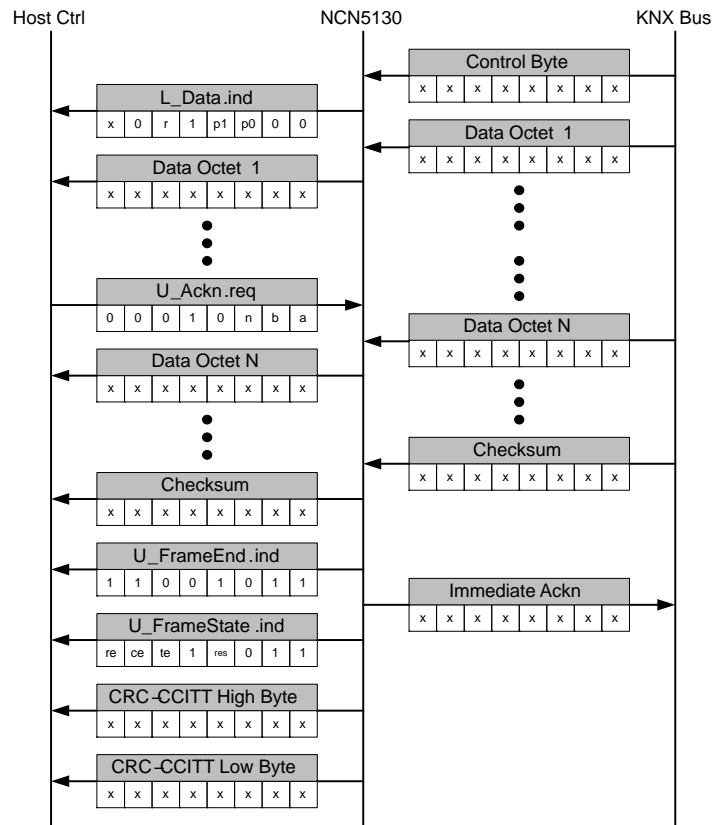 Host Ctrl NCN5130 KNX Bus
Control Byte
x x x x x x x x
L_Data.ind
x 0 r 1 p1 p0 0 0
Data Octet 1
x x x x x x x x
Data Octet 1
x x x x x x x x
U_Ackn.req
0 0 0 1 0 n b a
Data Octet N
x x x x x x x x
Data Octet N
x x x x x x x x
Checksum
x x x x x x x x
Checksum
x x x x x x x x
U_FrameEnd.ind
1 1 0 0 1 0 1 1
Immediate Ackn
x x x x x x x x
U_FrameState.ind
re ce te 1 res 0 1 1
CRC-CCITT High Byte
x x x x x x x x
CRC-CCITT Low Byte
x x x x x x x x